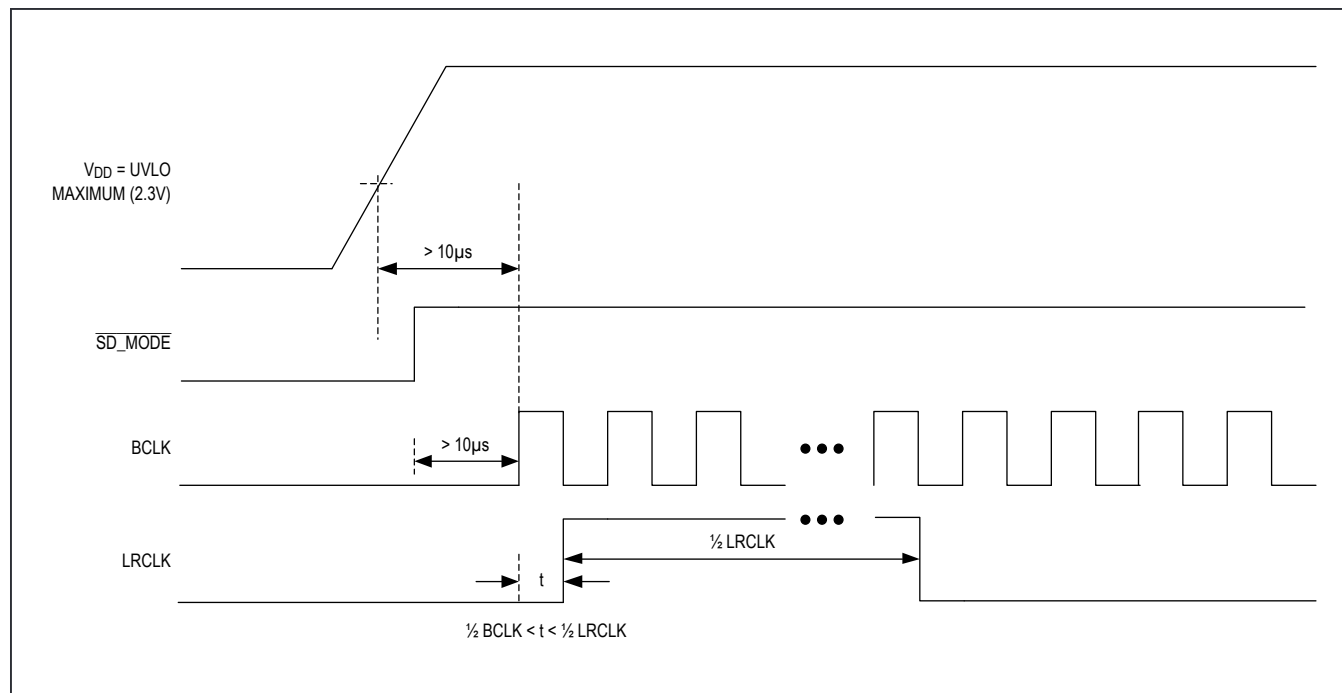 VDD = UVLO
MAXIMUM (2.3V)
> 10µs
SD_MODE
BCLK
> 10µs
LRCLK
½ LRCLK
t
½ BCLK < t < ½ LRCLK